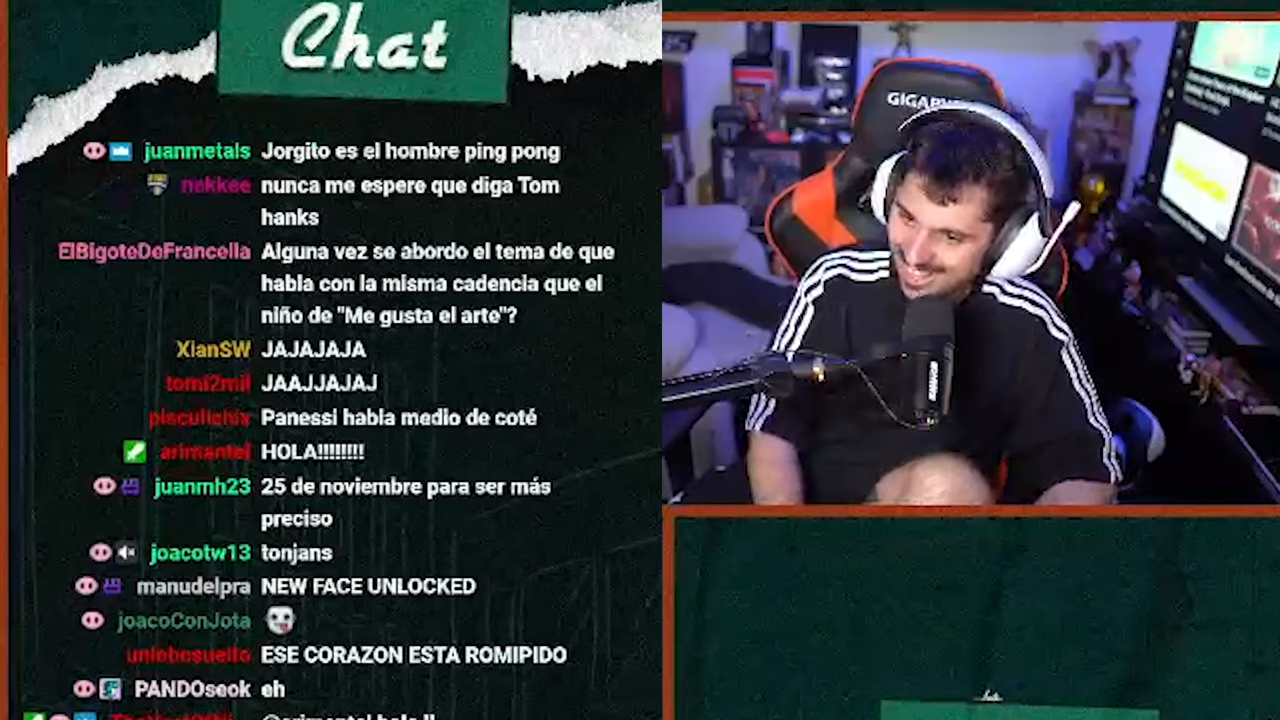 Chat
juanmetals Jorgito es el hombre ping pong
nekkee nunca me espere que diga Tom
hanks
ElBigoteDeFrancella Alguna vez se abordo el tema de que
habla con la misma cadencia que el
niño de "Me gusta el arte"?
XianSW JAJAJAJA
tomi2mil JAAJJAJAJ
Panessi habla medio de coté
arimantel HOLA!!!!!!!!
juanmh23 25 de noviembre para ser más
preciso
joacotw13 tonjans
manudelpra NEW FACE UNLOCKED
joacoConJota
unlobosuelto ESE CORAZON ESTA ROMIPIDO
PANDOseok eh